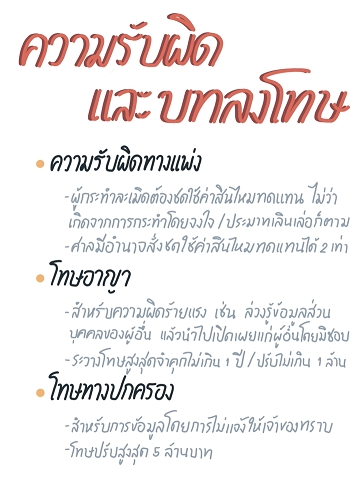 ความรับผิด
และบทลงโทษ
• ความรับผิดทางแพ่ง
-ผู้กระทำละเมิดต้องชดใช้ค่าสินไหมทดแทน ไม่ว่า
เกิดจากการกระทำโดยจงใจ / ประมาทเลินเล่อก็ตาม
-ศาลมีอำนาจสั่งชดใช้ค่าสินไหมทดแทนได้ 2 เท่า
• โทษอาญา
-สำหรับความผิดร้ายแรง เช่น ล่วงรู้ข้อมูลส่วน
บุคคลของผู้อื่น แล้วนำไปเปิดเผยแก่ผู้อื่นโดยมิชอบ
-ระวางโทษสูงสุดจำคุกไม่เกิน 1 ปี / ปรับไม่เกิน 1 ล้าน
• โทษทางปกครอง
-สำหรับการข้อมูลโดยการไม่แจ้งให้เจ้าของทราบ
-โทษปรับสูงสุด 5 ล้านบาท